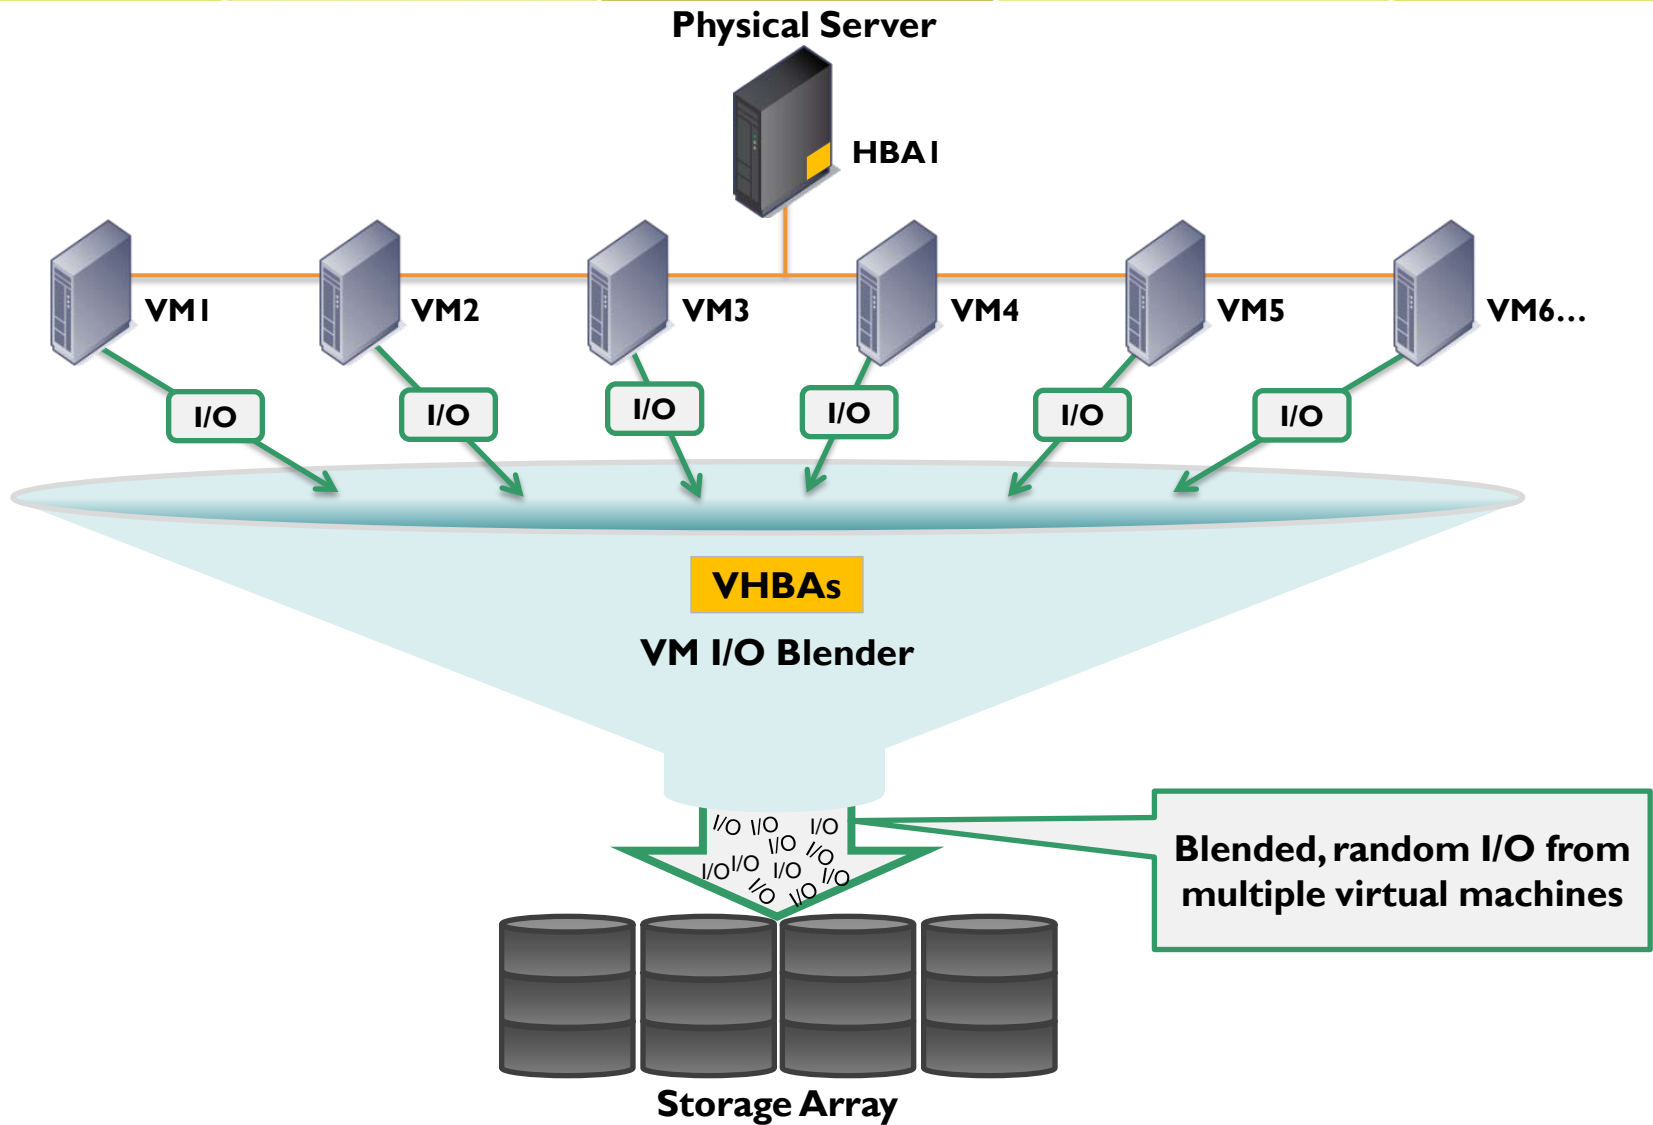 Physical Server
HBA1
VM1
VM2
VM3
VM4
VM5
VM6...
I/O
I/O
I/O
I/O
I/O
I/O
VHBAs
VM I/O Blender
I/O
I/O
I/O
I/O
I/O
I/O
I/O
I/O
I/O
I/O
I/O
Blended, random I/O from
multiple virtual machines
Storage Array